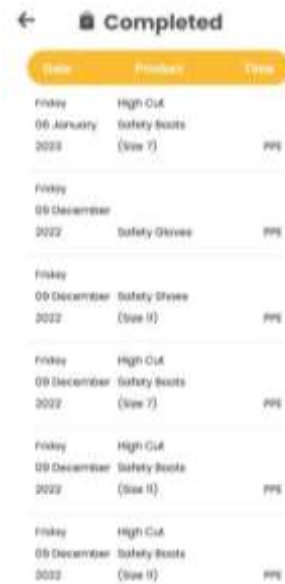 Completed
Date Product Time
Friday High Cut
06 January Safety Boots
2023 (Size 7) PPE
Friday
09 December
2022 Safety Gloves PPE
Friday
09 December Safety Shoes
2022 (Size 11) PPE
Friday High Cut
09 December Safety Boots
2022 (Size 7) PPE
Friday High Cut
09 December Safety Boots
2022 (Size 11) PPE
Friday High Cut
09 December Safety Boots
2022 (Size 11) PPE